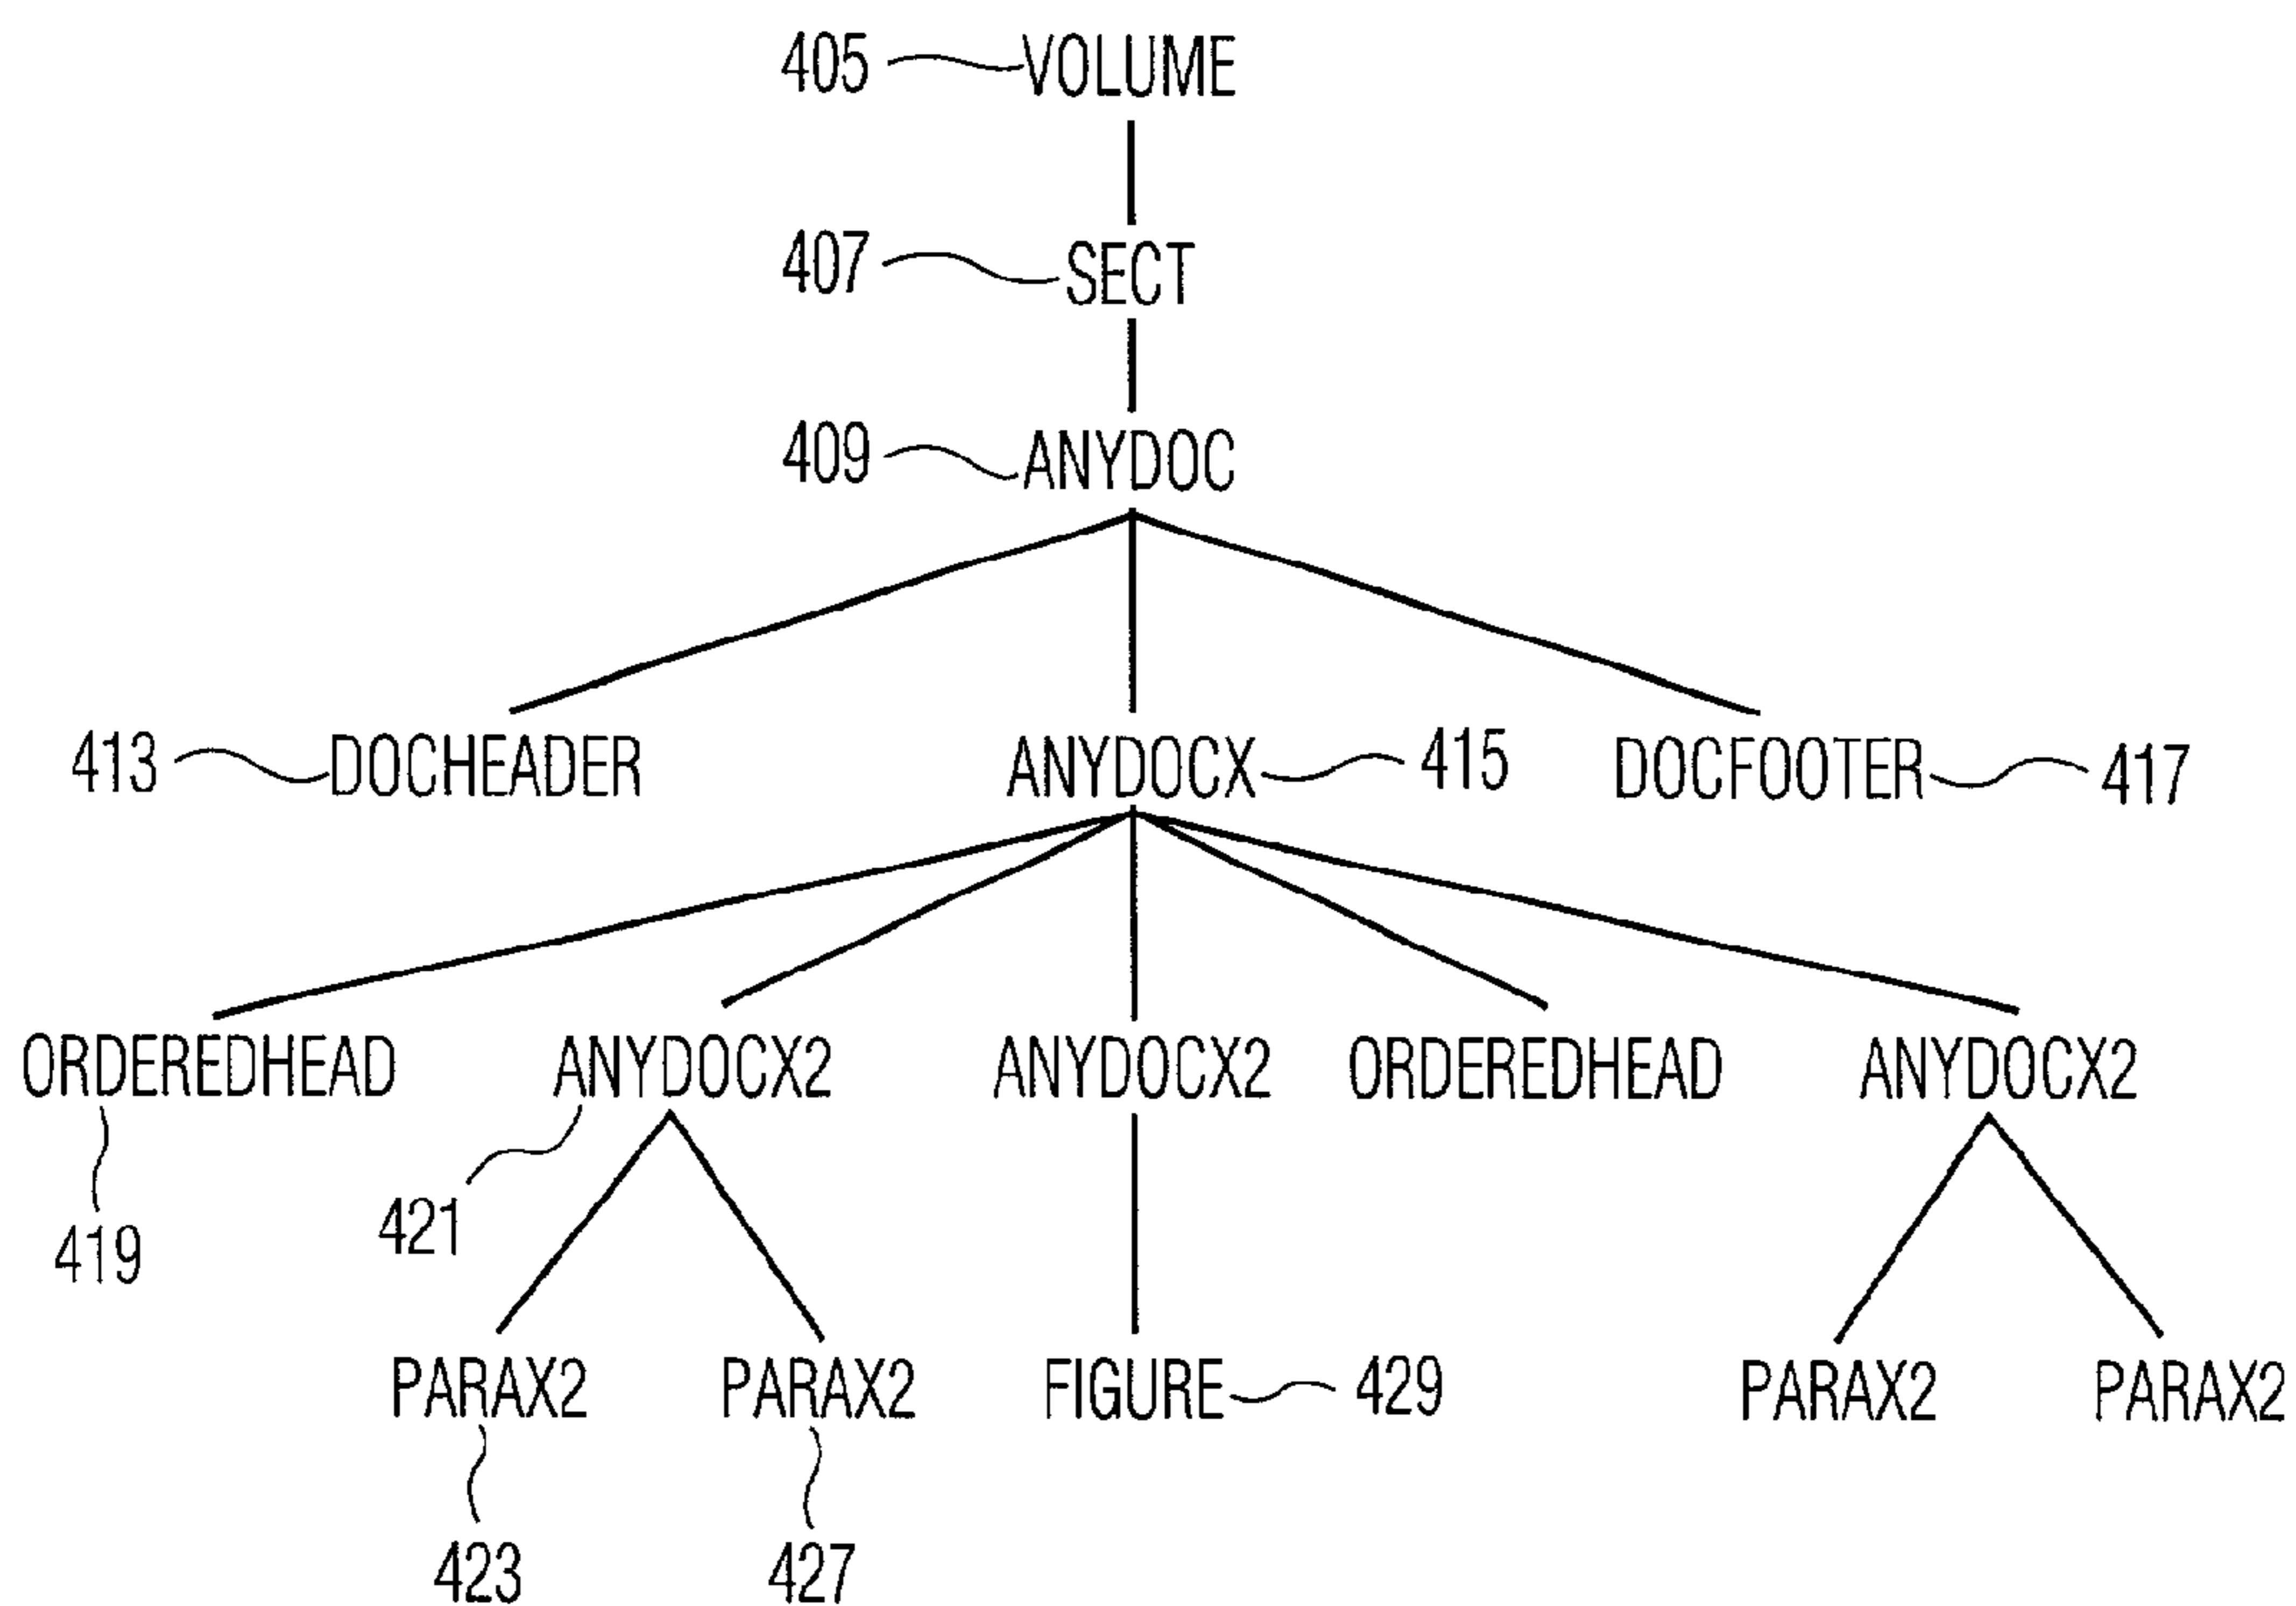 405 VOLUME
407 SECT
409 ANYDOC
413 DOCHEADER ANYDOCX 415 DOCFOOTER 417
ORDEREDHEAD ANYDOCX2 ANYDOCX2 ORDEREDHEAD ANYDOCX2
421
419
PARAX2 PARAX2 FIGURE 429 PARAX2 PARAX2
423 427